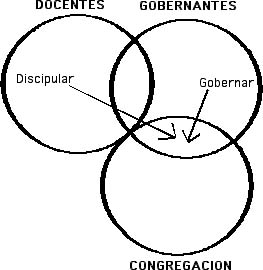 DOCENTES
GOBERNANTES
Discipular
Gobernar
CONGREGACION